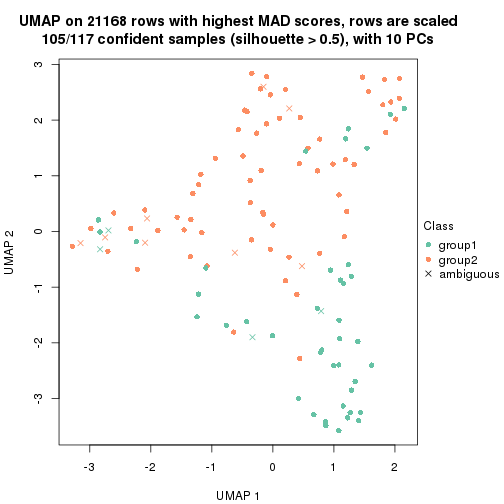 UMAP on 21168 rows with highest MAD scores, rows are scaled
105/117 confident samples (silhouette > 0.5), with 10 PCs
3
2
1
0
-1
-2
-3
UMAP 2
-3
-2
-1
0
1
2
UMAP 1
Class
group1
group2
ambiguous